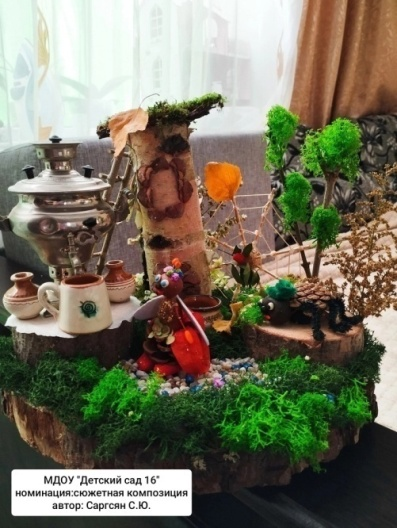 МДОУ "Детский сад 16"
номинация:сюжетная композиция
автор: Саргсян С.Ю.